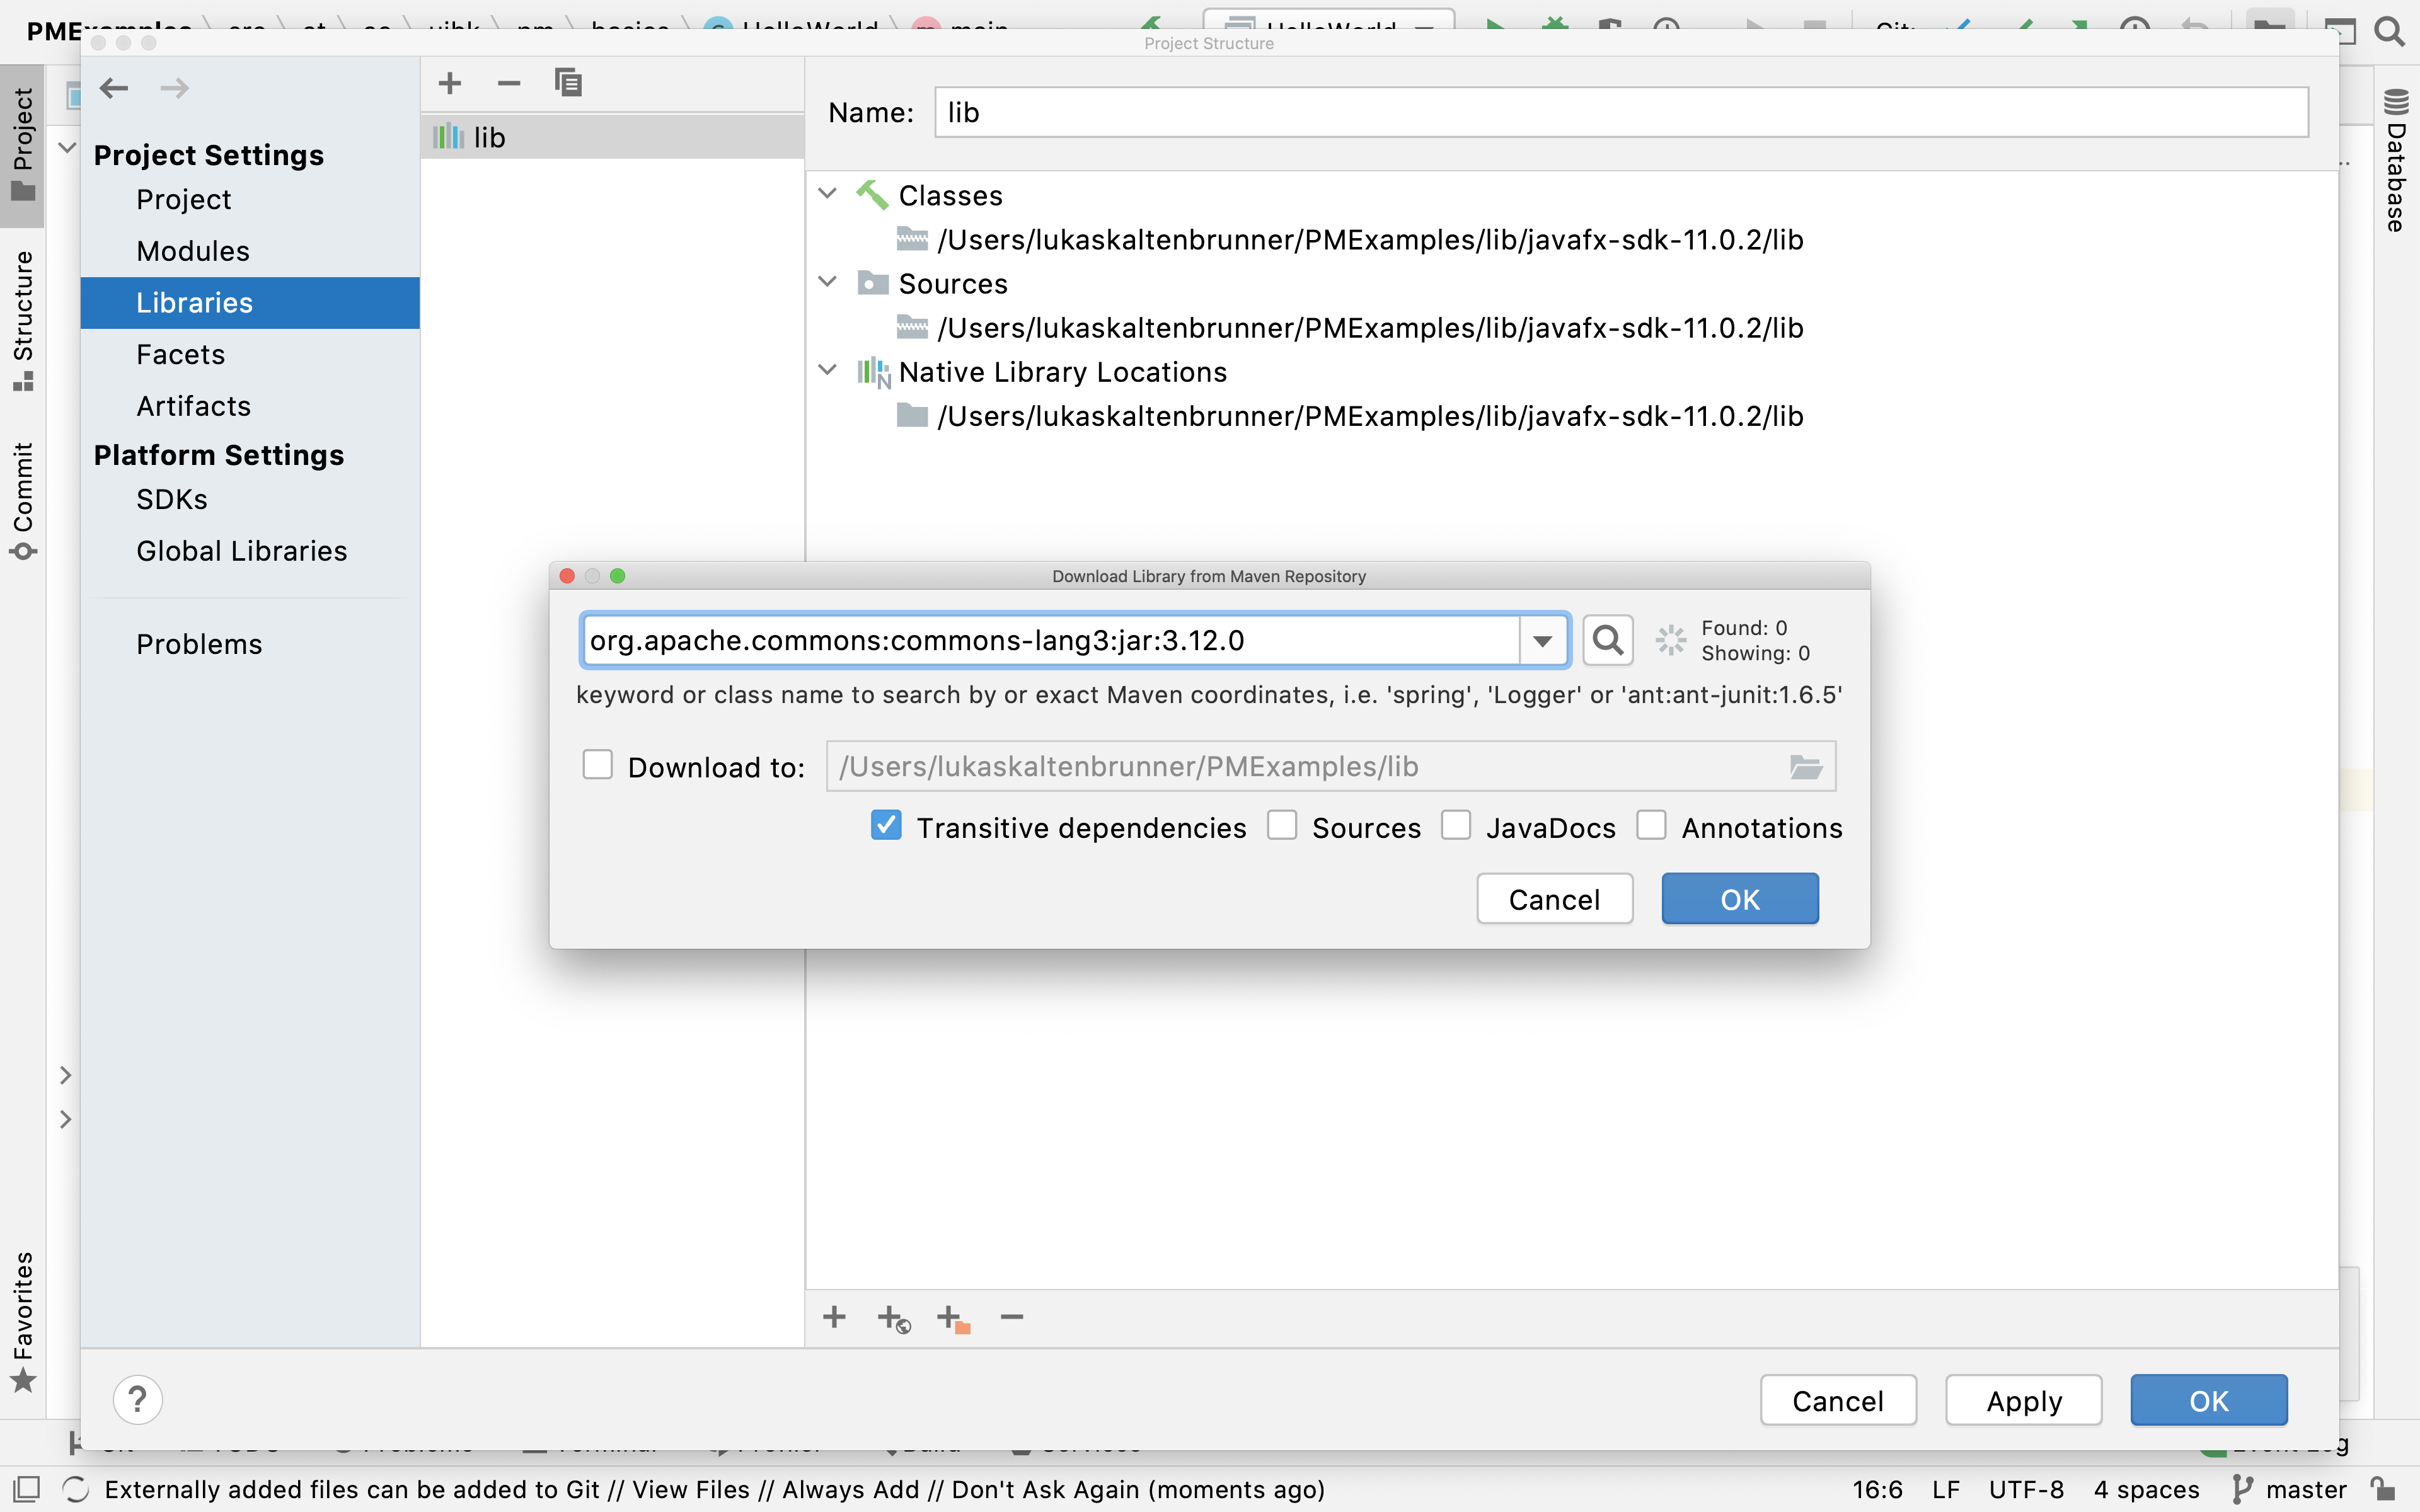 Project Structure
Project
Structure
Commit
Favorites
Database
Project Settings
Project
Modules
Libraries
Facets
Artifacts
Platform Settings
SDKs
Global Libraries
Problems
lib
Name: lib
Classes
/Users/lukaskaltenbrunner/PMExamples/lib/javafx-sdk-11.0.2/lib
Sources
/Users/lukaskaltenbrunner/PMExamples/lib/javafx-sdk-11.0.2/lib
Native Library Locations
/Users/lukaskaltenbrunner/PMExamples/lib/javafx-sdk-11.0.2/lib
Download Library from Maven Repository
org.apache.commons:commons-lang3:jar:3.12.0
Found: 0
Showing: 0
keyword or class name to search by or exact Maven coordinates, i.e. 'spring', 'Logger' or 'ant:ant-junit:1.6.5'
Download to: /Users/lukaskaltenbrunner/PMExamples/lib
Transitive dependencies Sources JavaDocs Annotations
Cancel OK
? Cancel Apply OK
Externally added files can be added to Git // View Files // Always Add // Don't Ask Again (moments ago) 16:6 LF UTF-8 4 spaces master